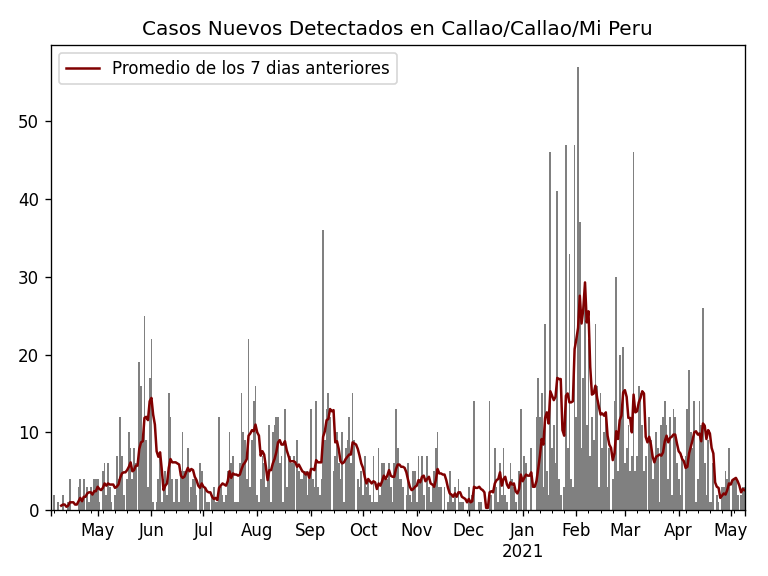 Casos Nuevos Detectados en Callao/Callao/Mi Peru
Promedio de los 7 dias anteriores
50
40
30
20
10
0
May Jun Jul Aug Sep Oct Nov Dec Jan Feb Mar Apr May
2021